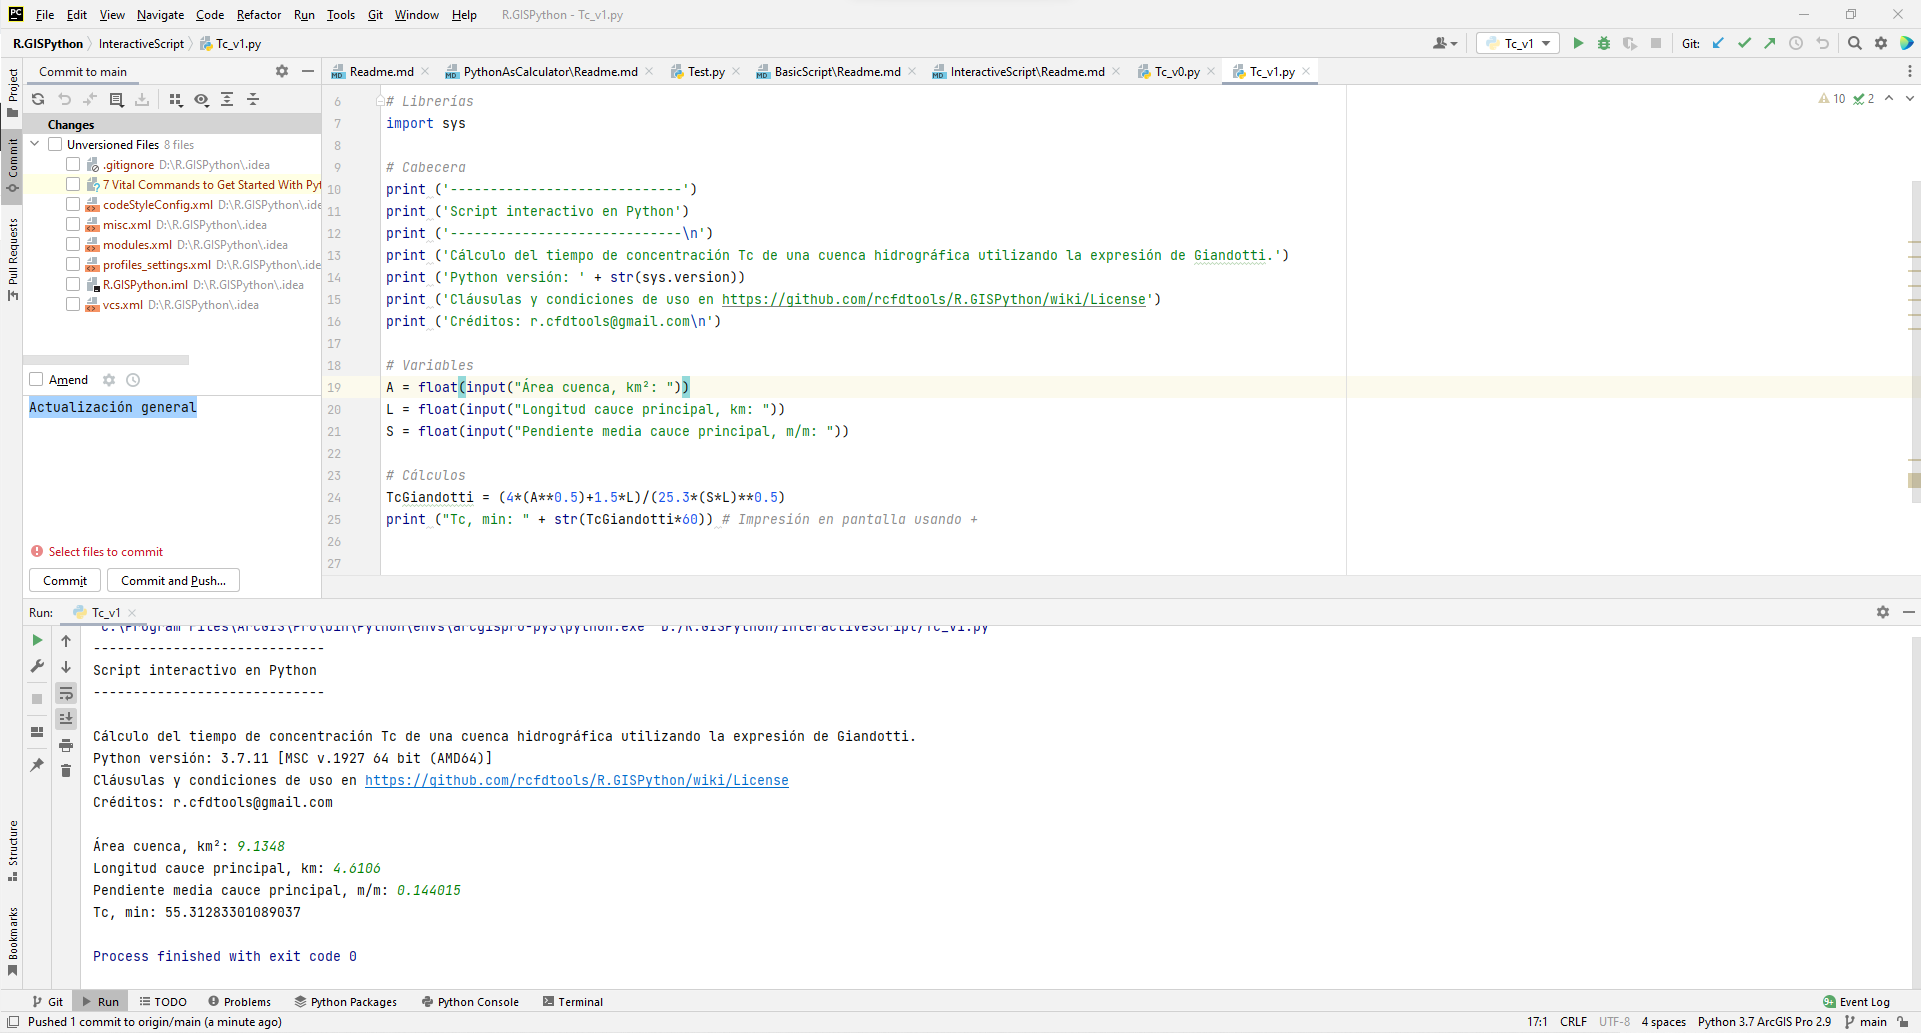 File Edit View Navigate Code Refactor Run Tools Git Window Help R.GISPython - Tc_v1.py
R.GISPython InteractiveScript Tc_v1.py
Tc_v1
Git:
Project
Commit
Pull Requests
Commit to main
Changes
Unversioned Files 8 files
.gitignore D:\R.GISPython\.idea
7 Vital Commands to Get Started With Pyt
codeStyleConfig.xml D:\R.GISPython\.ide
misc.xml D:\R.GISPython\.idea
modules.xml D:\R.GISPython\.idea
profiles_settings.xml D:\R.GISPython\.ide
R.GISPython.iml D:\R.GISPython\.idea
vcs.xml D:\R.GISPython\.idea
Amend
Actualización general
Select files to commit
Commit Commit and Push...
Readme.md PythonAsCalculator\Readme.md Test.py BasicScript\Readme.md InteractiveScript\Readme.md Tc_v0.py Tc_v1.py
10 2
6 # Librerías
7 import sys
8
9 # Cabecera
10 print ('-----------------------------')
11 print ('Script interactivo en Python')
12 print ('-----------------------------\n')
13 print ('Cálculo del tiempo de concentración Tc de una cuenca hidrográfica utilizando la expresión de Giandotti.')
14 print ('Python versión: ' + str(sys.version))
15 print ('Cláusulas y condiciones de uso en https://github.com/rcfdtools/R.GISPython/wiki/License')
16 print ('Créditos: r.cfdtools@gmail.com\n')
17
18 # Variables
19 A = float(input("Área cuenca, km²: "))
20 L = float(input("Longitud cauce principal, km: "))
21 S = float(input("Pendiente media cauce principal, m/m: "))
22
23 # Cálculos
24 TcGiandotti = (4*(A**0.5)+1.5*L)/(25.3*(S*L)**0.5)
25 print ("Tc, min: " + str(TcGiandotti*60)) # Impresión en pantalla usando +
26
27
Run: Tc_v1
"C:\Program Files\ArcGIS\Pro\bin\Python\envs\arcgispro-py3\python.exe" D:/R.GISPython/InteractiveScript/Tc_v1.py
-----------------------------
Script interactivo en Python
-----------------------------
Cálculo del tiempo de concentración Tc de una cuenca hidrográfica utilizando la expresión de Giandotti.
Python versión: 3.7.11 [MSC v.1927 64 bit (AMD64)]
Cláusulas y condiciones de uso en https://github.com/rcfdtools/R.GISPython/wiki/License
Créditos: r.cfdtools@gmail.com
Área cuenca, km²: 9.1348
Longitud cauce principal, km: 4.6106
Pendiente media cauce principal, m/m: 0.144015
Tc, min: 55.31283301089037
Process finished with exit code 0
Structure
Bookmarks
Git Run TODO Problems Python Packages Python Console Terminal 9+ Event Log
Pushed 1 commit to origin/main (a minute ago) 17:1 CRLF UTF-8 4 spaces Python 3.7 ArcGIS Pro 2.9 main